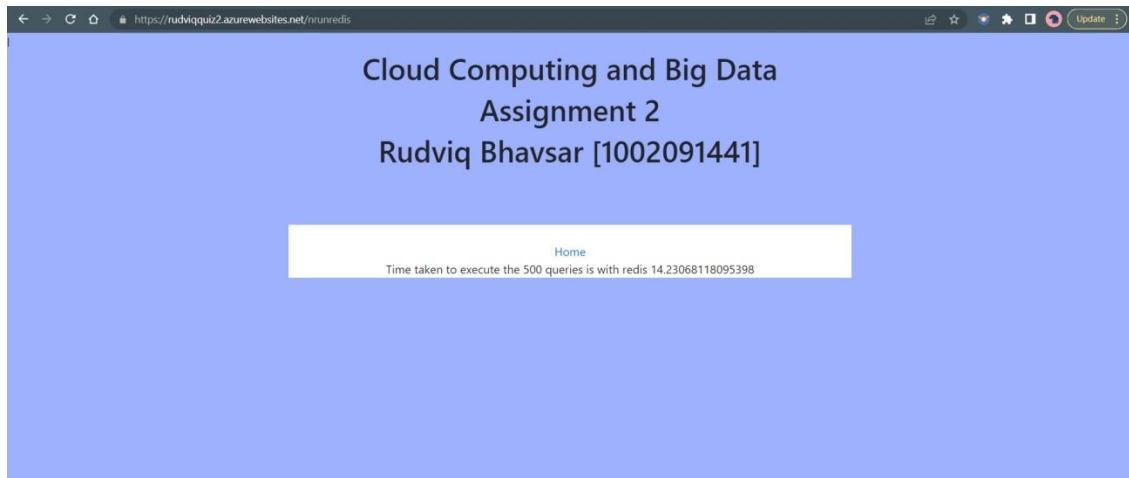 https://rudviqquiz2.azurewebsites.net/nrunredis
Update
Cloud Computing and Big Data
Assignment 2
Rudviq Bhavsar [1002091441]
Home
Time taken to execute the 500 queries is with redis 14.23068118095398